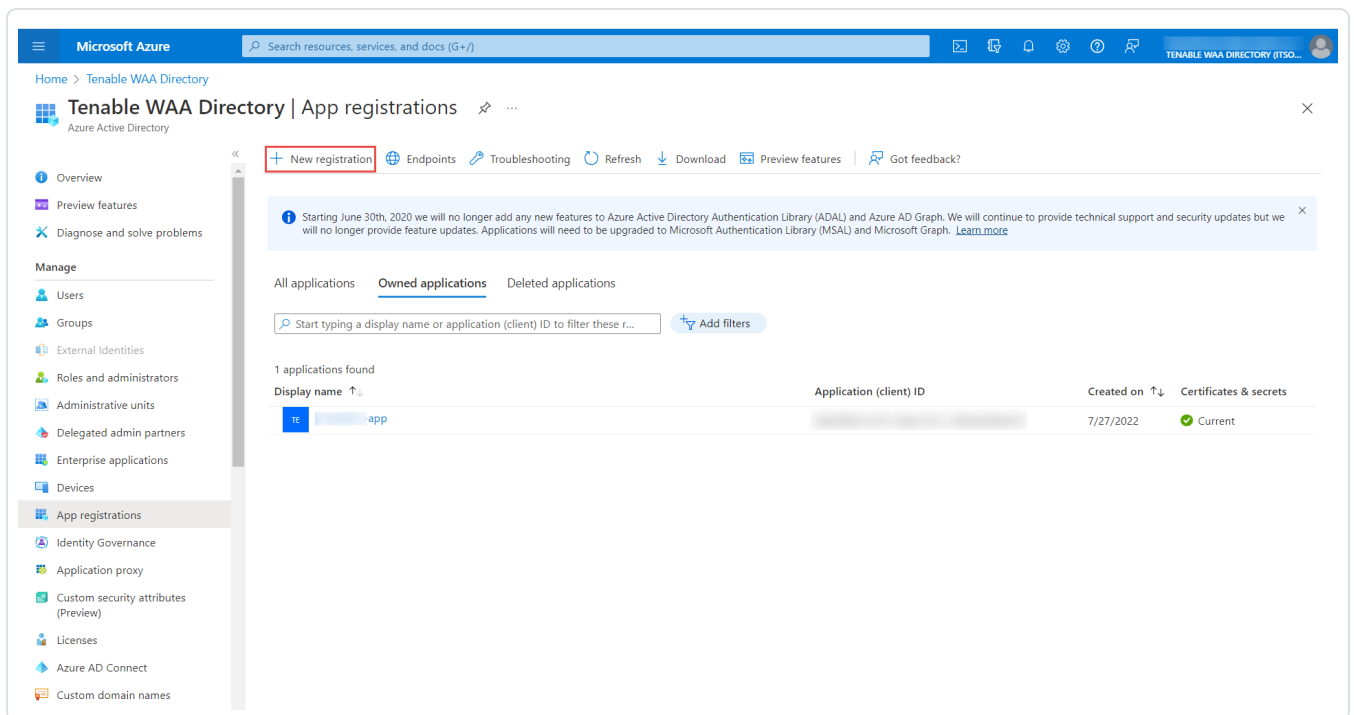 Microsoft Azure
Search resources, services, and docs (G+/)
TENABLE WAA DIRECTORY (ITSO...
Home > Tenable WAA Directory
Tenable WAA Directory | App registrations
...
Azure Active Directory
New registration
Endpoints
Troubleshooting
Refresh
Download
Preview features
Got feedback?
Overview
Preview features
Diagnose and solve problems
Manage
Users
Groups
External Identities
Roles and administrators
Administrative units
Delegated admin partners
Enterprise applications
Devices
App registrations
Identity Governance
Application proxy
Custom security attributes
(Preview)
Licenses
Azure AD Connect
Custom domain names
Starting June 30th, 2020 we will no longer add any new features to Azure Active Directory Authentication Library (ADAL) and Azure AD Graph. We will continue to provide technical support and security updates but we
will no longer provide feature updates. Applications will need to be upgraded to Microsoft Authentication Library (MSAL) and Microsoft Graph. Learn more
All applications
Owned applications
Deleted applications
Start typing a display name or application (client) ID to filter these r...
Add filters
1 applications found
Display name
Application (client) ID
Created on
Certificates & secrets
TE
-app
7/27/2022
Current